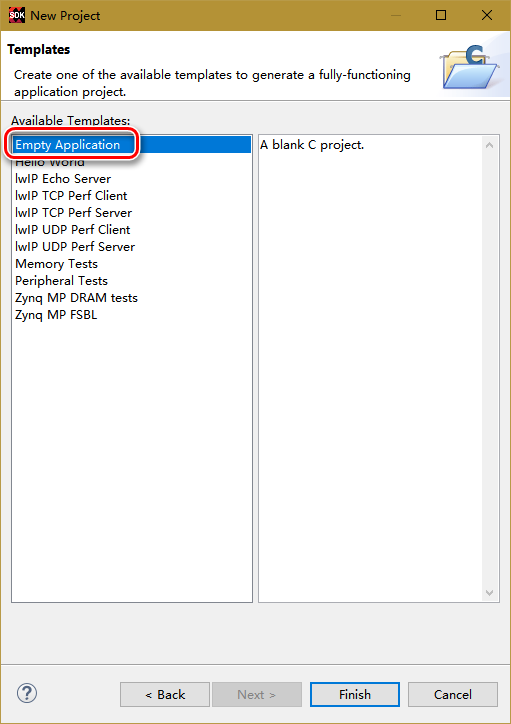 SDK New Project
Templates
Create one of the available templates to generate a fully-functioning
application project.
Available Templates:
Empty Application
Hello World
lwIP Echo Server
lwIP TCP Perf Client
lwIP TCP Perf Server
lwIP UDP Perf Client
lwIP UDP Perf Server
Memory Tests
Peripheral Tests
Zynq MP DRAM tests
Zynq MP FSBL
A blank C project.
? < Back Next > Finish Cancel